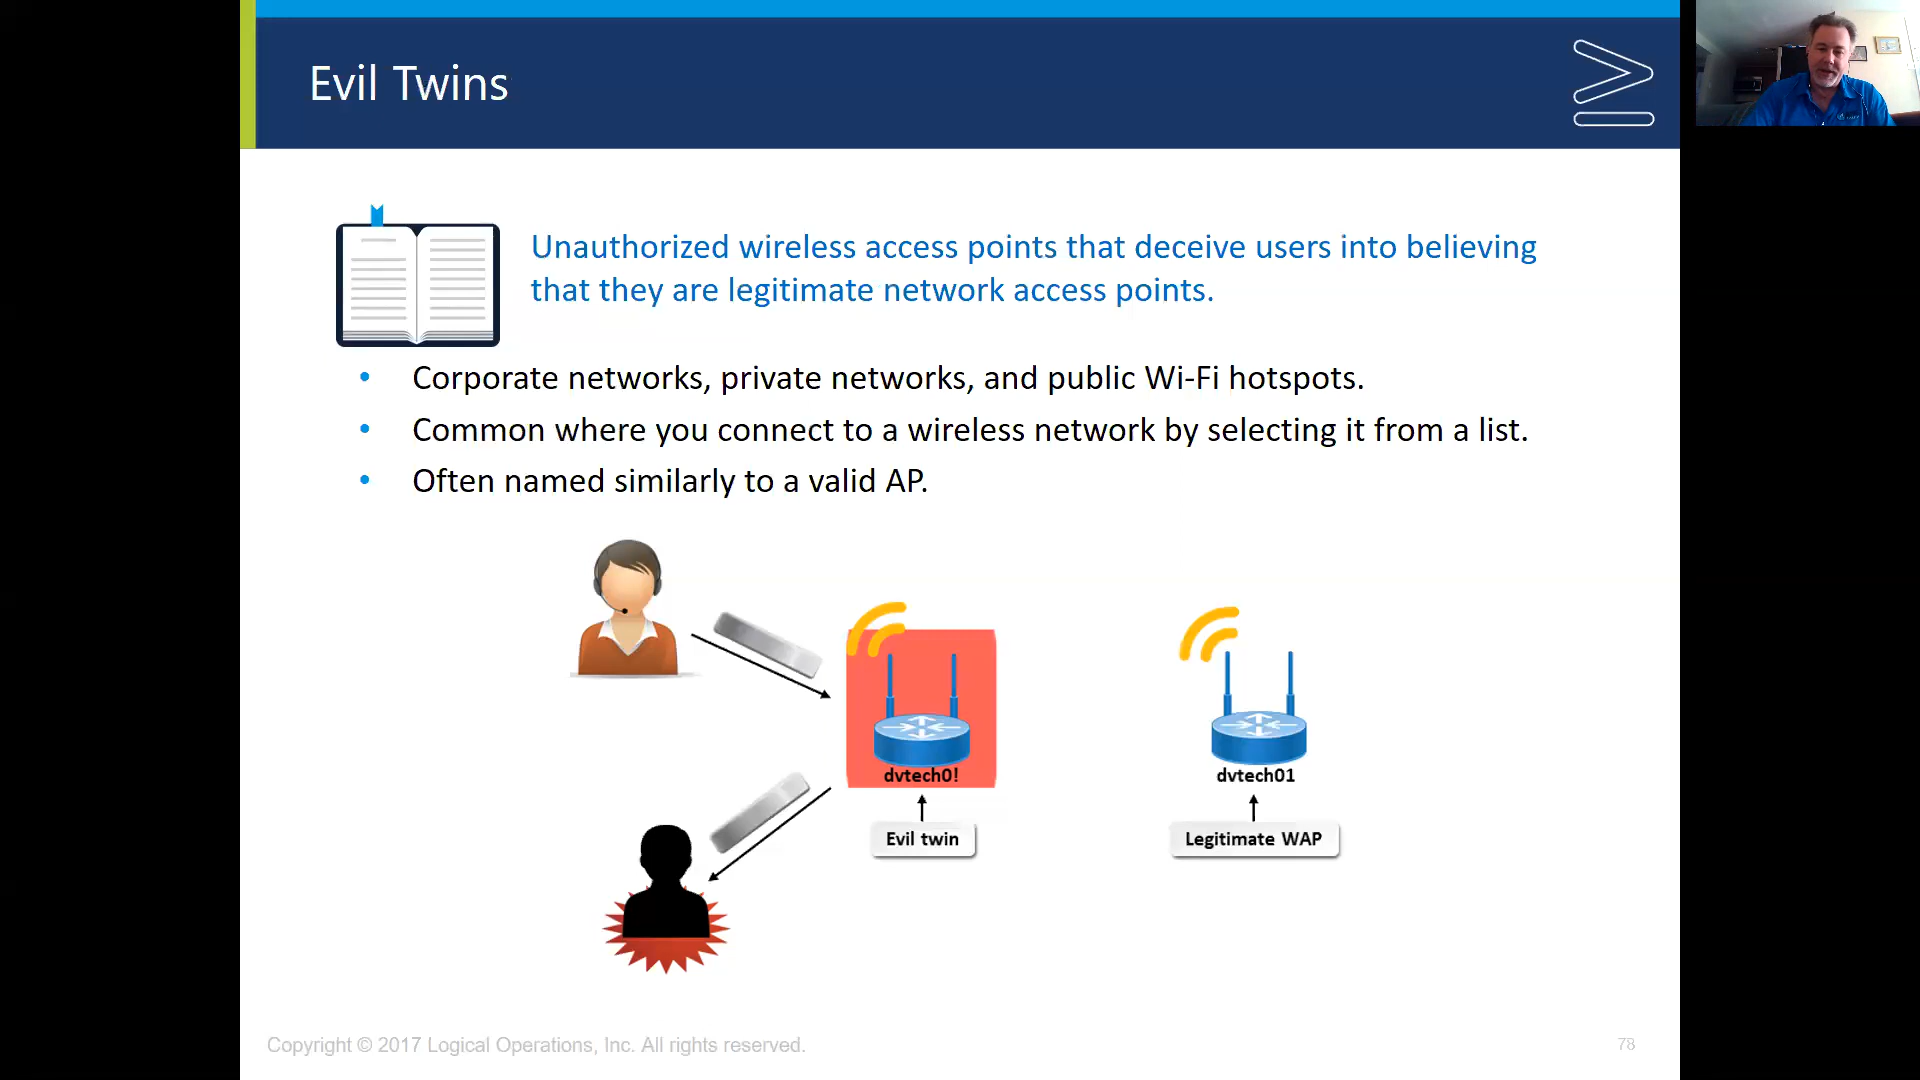 Evil Twins
Unauthorized wireless access points that deceive users into believing
that they are legitimate network access points.
• Corporate networks, private networks, and public Wi-Fi hotspots.
• Common where you connect to a wireless network by selecting it from a list.
• Often named similarly to a valid AP.
dvtech0!
dvtech01
Evil twin
Legitimate WAP
Copyright © 2017 Logical Operations, Inc. All rights reserved.
78